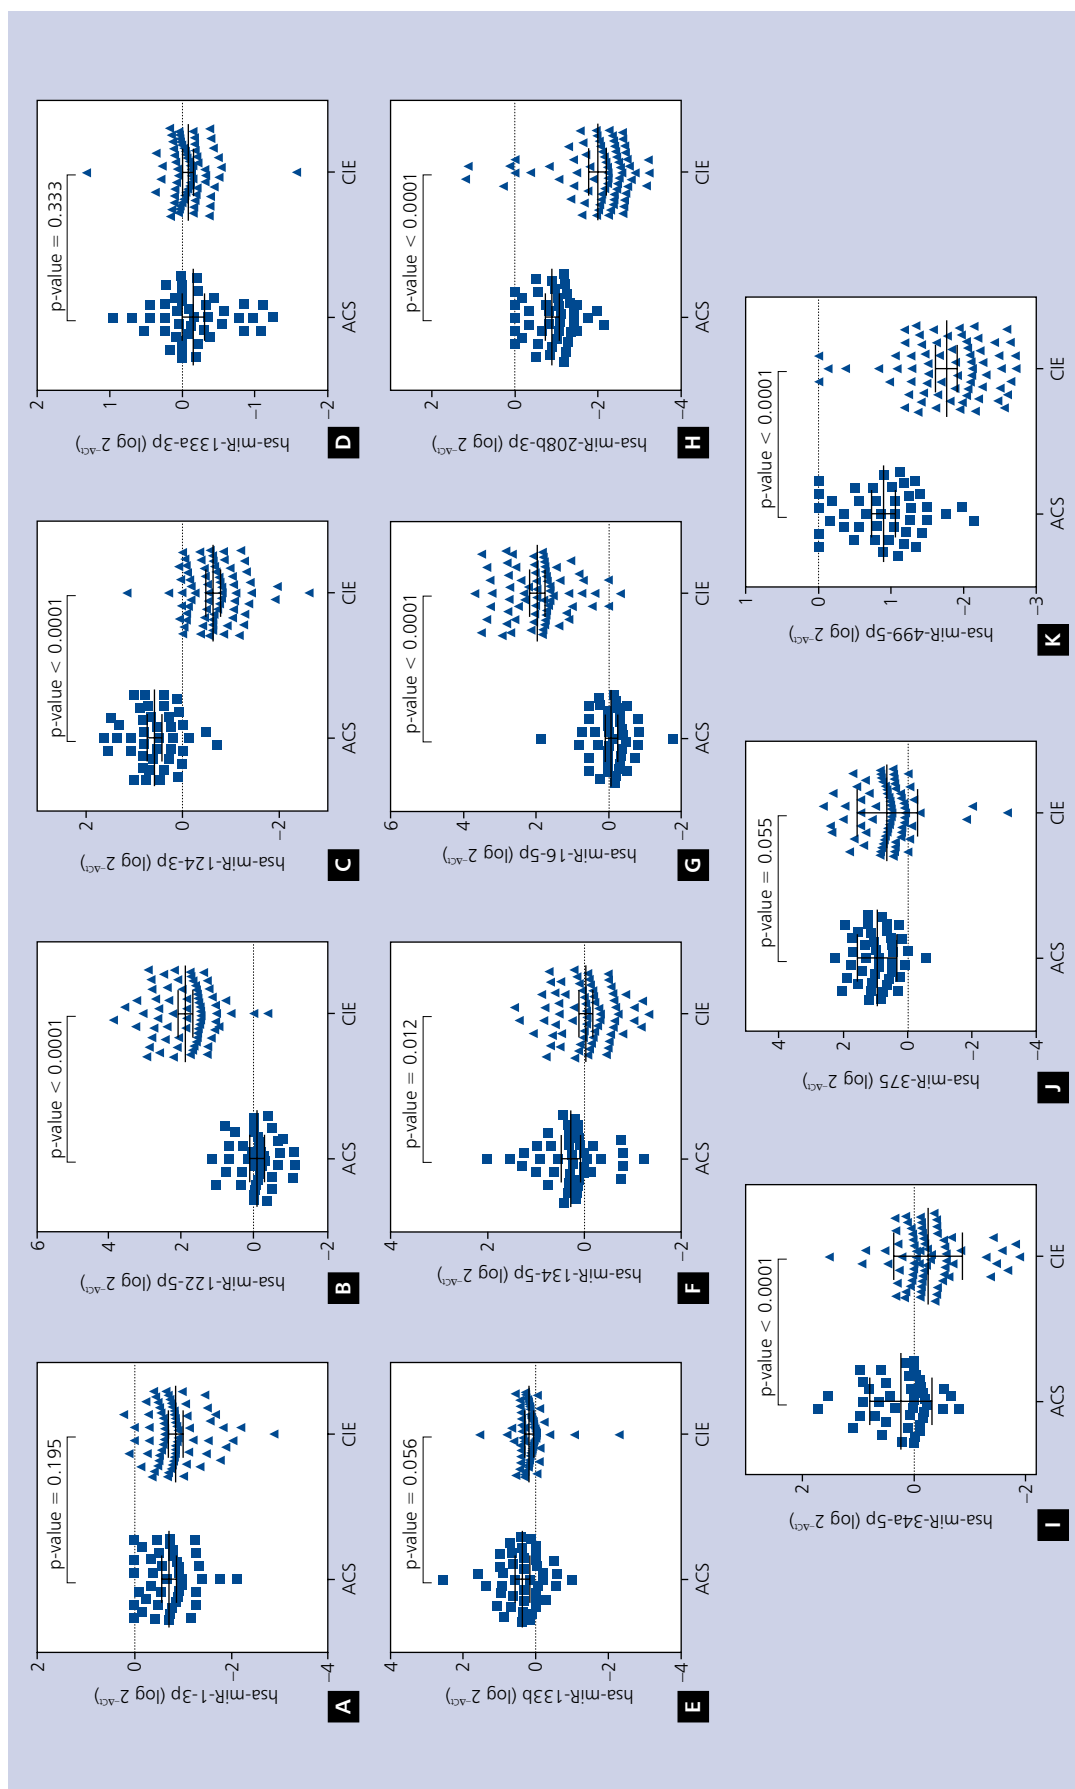 A
hsa-miR-1-3p (log 2^−ΔCt)
2
0
−2
−4
p-value = 0.195
ACS CIE
B
hsa-miR-122-5p (log 2^−ΔCt)
6
4
2
0
−2
p-value < 0.0001
ACS CIE
C
hsa-miR-124-3p (log 2^−ΔCt)
2
0
−2
p-value < 0.0001
ACS CIE
D
hsa-miR-133a-3p (log 2^−ΔCt)
2
1
0
−1
−2
p-value = 0.333
ACS CIE
E
hsa-miR-133b (log 2^−ΔCt)
4
2
0
−2
−4
p-value = 0.056
ACS CIE
F
hsa-miR-134-5p (log 2^−ΔCt)
4
2
0
−2
p-value = 0.012
ACS CIE
G
hsa-miR-16-5p (log 2^−ΔCt)
6
4
2
0
−2
p-value < 0.0001
ACS CIE
H
hsa-miR-208b-3p (log 2^−ΔCt)
2
0
−2
−4
p-value < 0.0001
ACS CIE
I
hsa-miR-34a-5p (log 2^−ΔCt)
2
0
−2
p-value < 0.0001
ACS CIE
J
hsa-miR-375 (log 2^−ΔCt)
4
2
0
−2
−4
p-value = 0.055
ACS CIE
K
hsa-miR-499-5p (log 2^−ΔCt)
1
0
1
−2
−3
p-value < 0.0001
ACS CIE